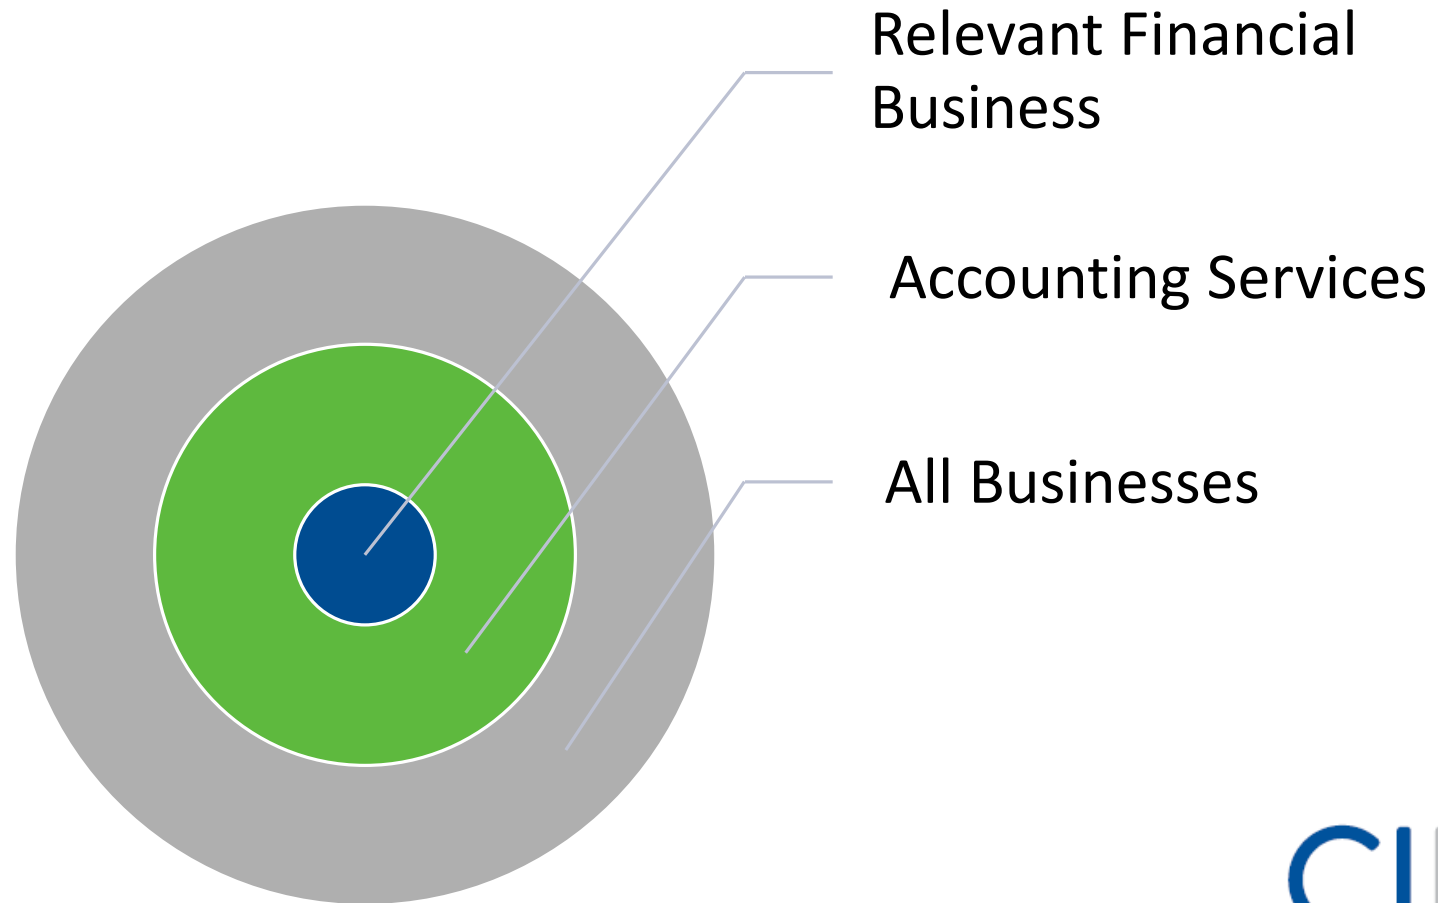 Relevant Financial
Business
Accounting Services
All Businesses